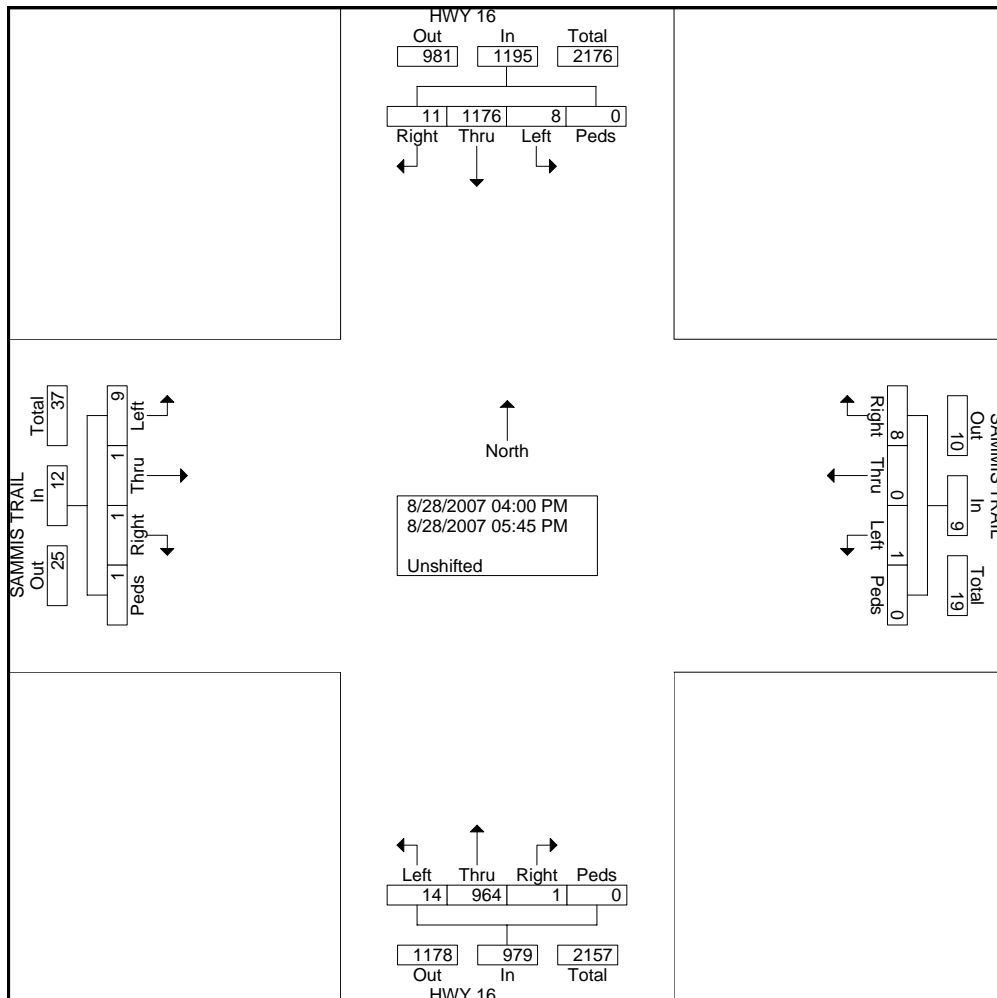 HWY 16
Out In Total
981 1195 2176
11 1176 8 0
Right Thru Left Peds
SAMMIS TRAIL
Total In Out
37 12 25
9 1 1 1
Left Thru Right Peds
North
8/28/2007 04:00 PM
8/28/2007 05:45 PM
Unshifted
Right Thru Left Peds
8 0 1 0
10 9 19
Out In Total
SAMMIS TRAIL
Left Thru Right Peds
14 964 1 0
1178 979 2157
Out In Total
HWY 16